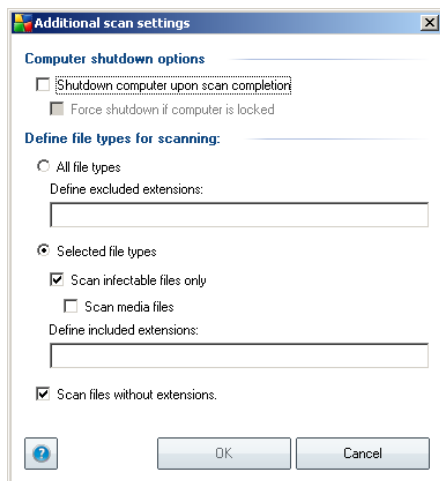 Additional scan settings
Computer shutdown options
Shutdown computer upon scan completion
Force shutdown if computer is locked
Define file types for scanning:
All file types
Define excluded extensions:
Selected file types
Scan infectable files only
Scan media files
Define included extensions:
Scan files without extensions.
? OK Cancel